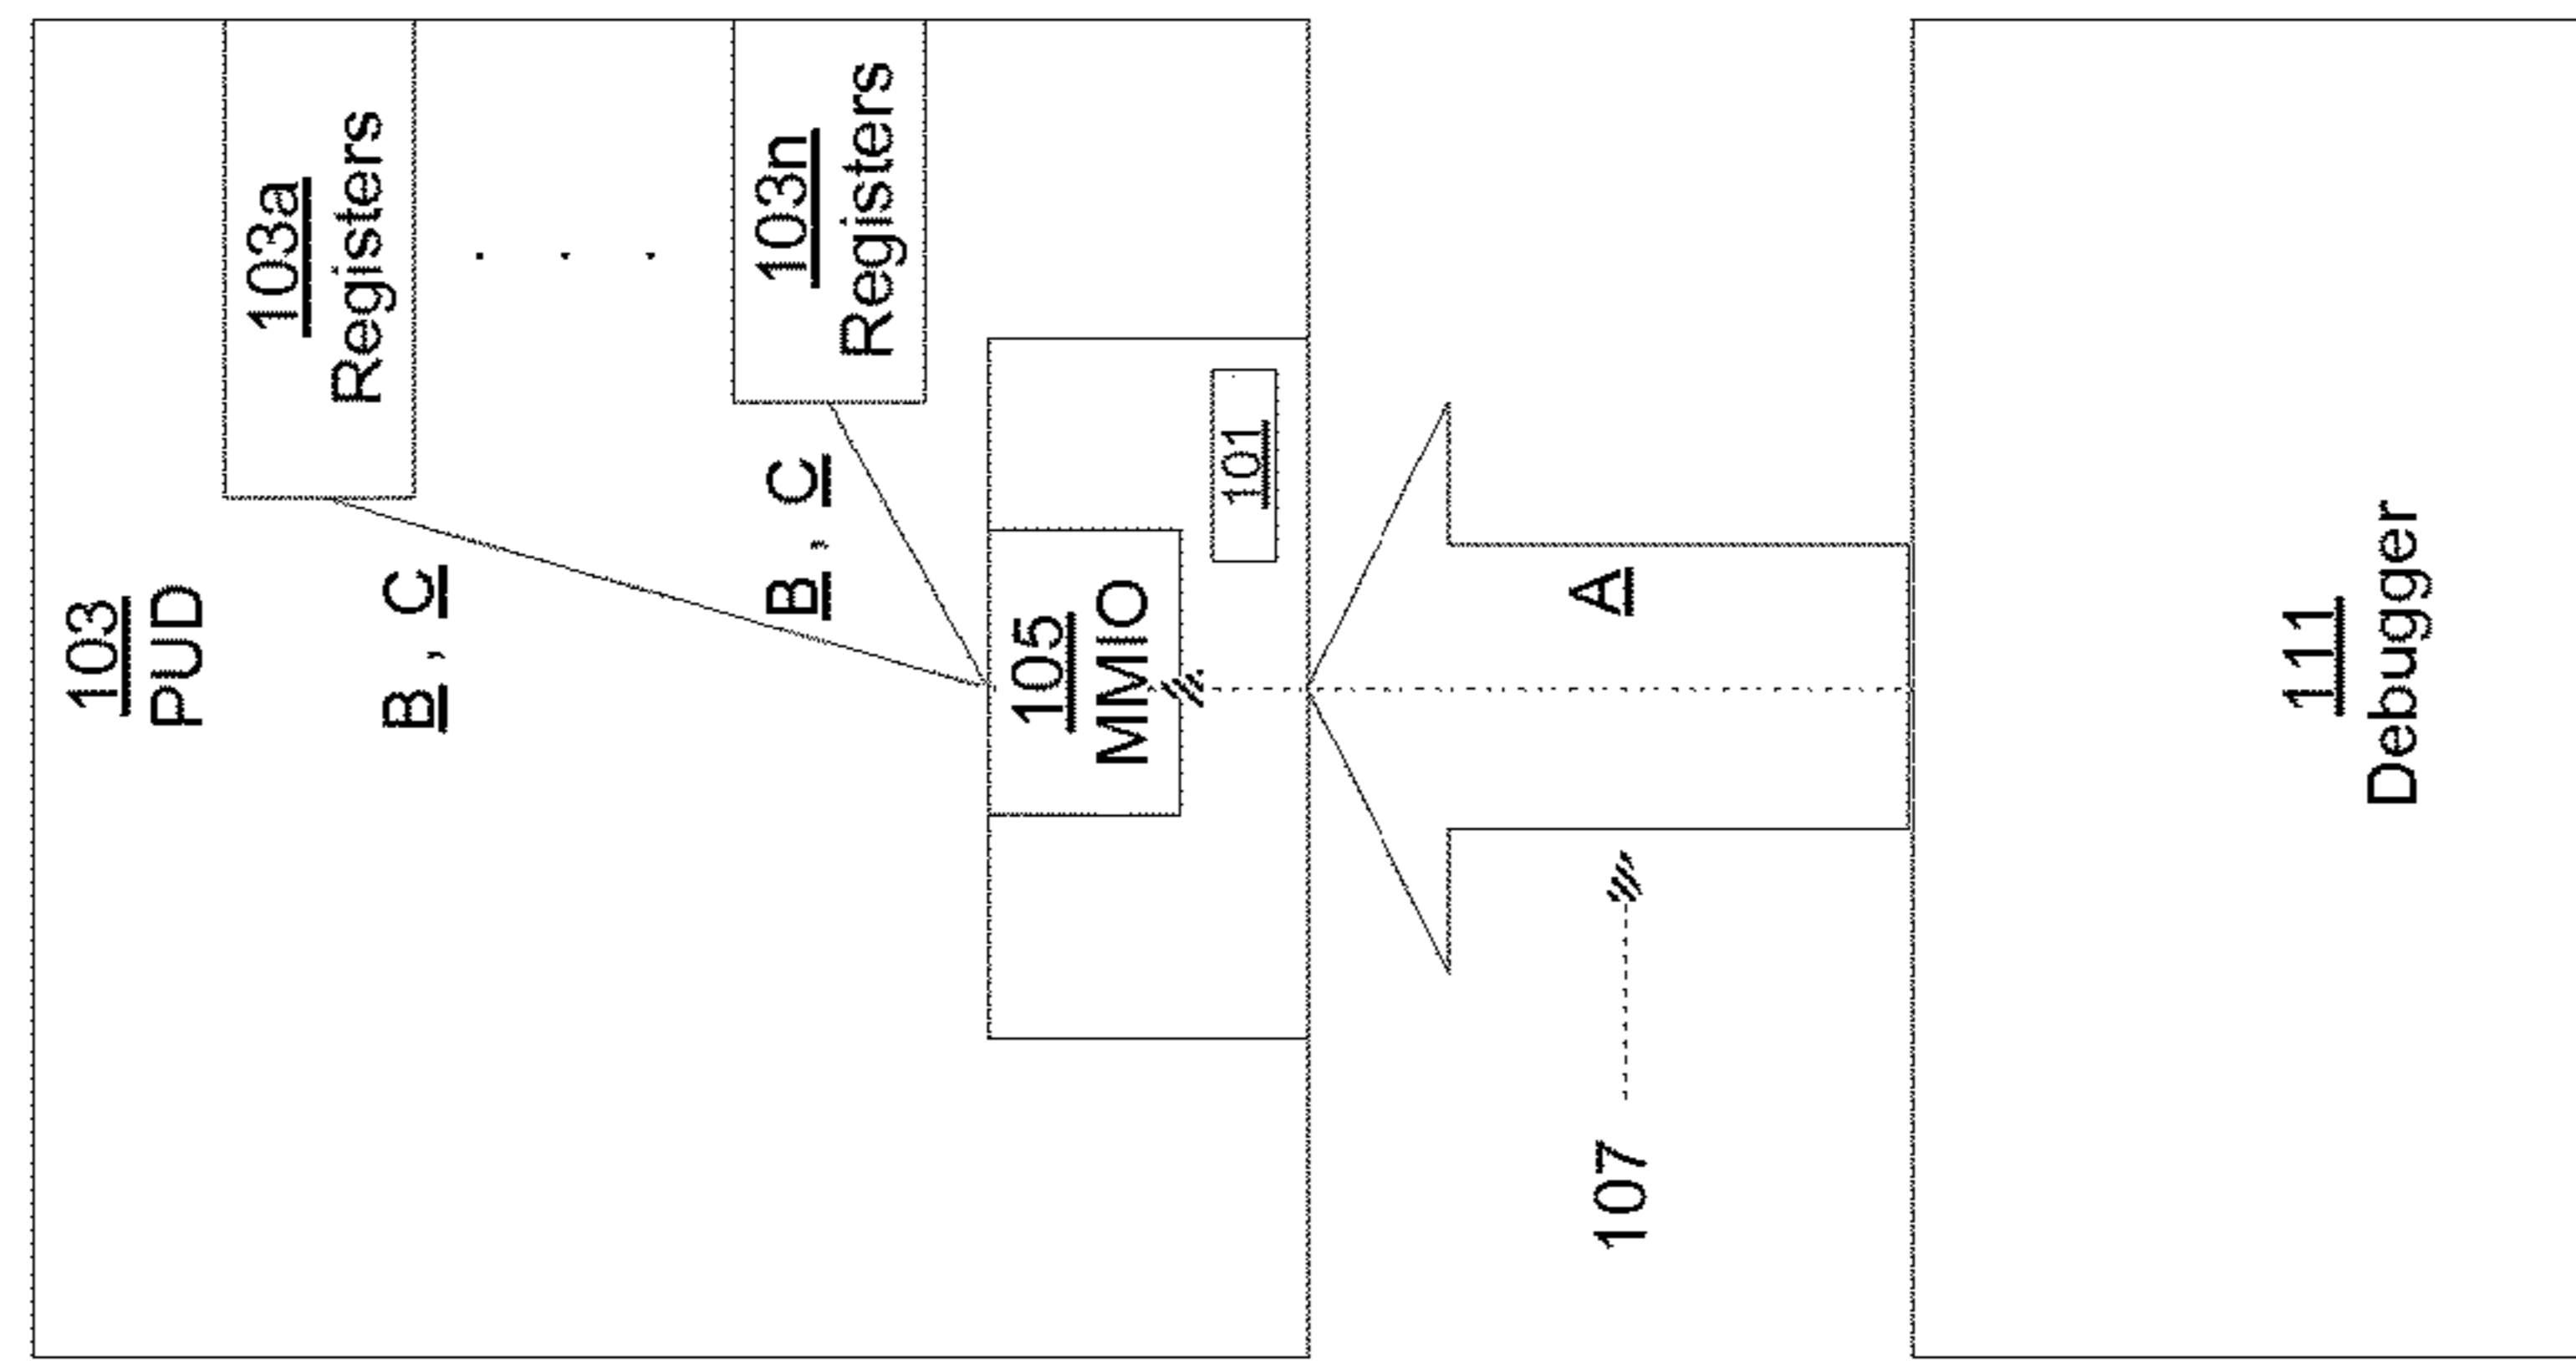 103
PUD
103a
Registers
. . .
B , C
103n
Registers
B , C
105
MMIO
101
A
107
111
Debugger